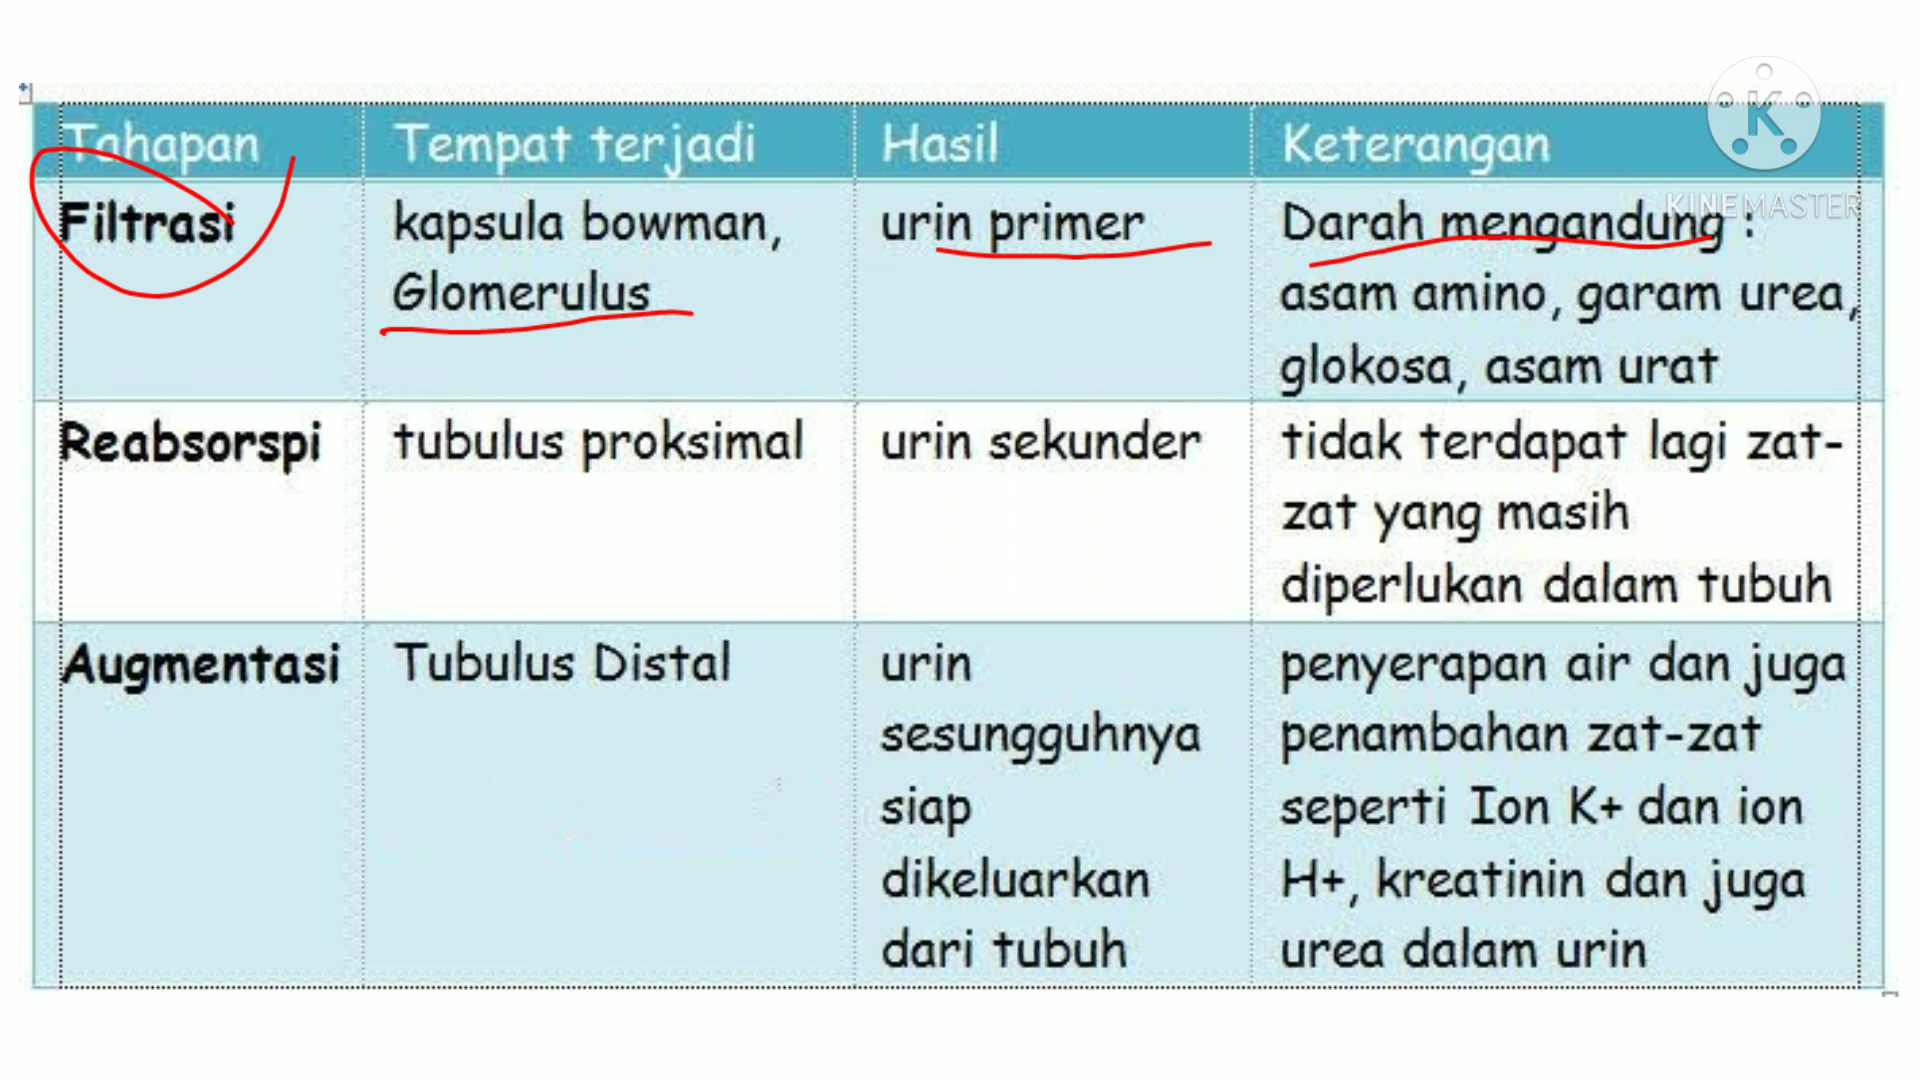 Tahapan Tempat terjadi Hasil Keterangan
Filtrasi
kapsula bowman,
Glomerulus
urin primer
Darah mengandung :
asam amino, garam urea,
glokosa, asam urat
Reabsorspi
tubulus proksimal
urin sekunder
tidak terdapat lagi zat-
zat yang masih
diperlukan dalam tubuh
Augmentasi
Tubulus Distal
urin
sesungguhnya
siap
dikeluarkan
dari tubuh
penyerapan air dan juga
penambahan zat-zat
seperti Ion K+ dan ion
H+, kreatinin dan juga
urea dalam urin
K
KINEMASTER